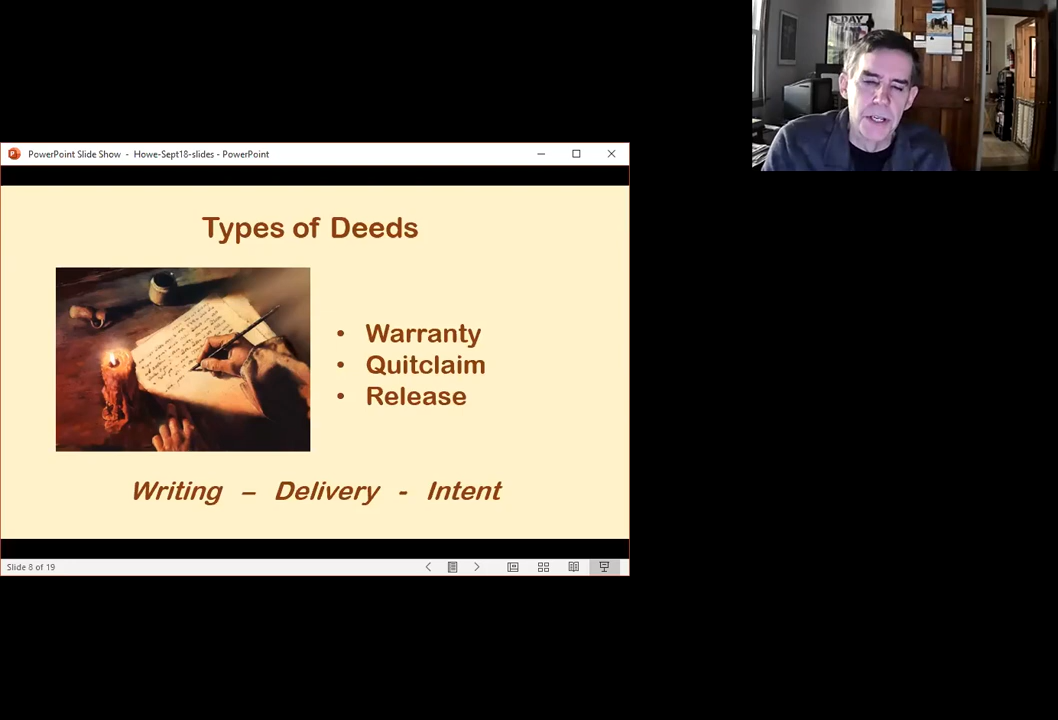 PowerPoint Slide Show - Howe-Sept18-slides - PowerPoint
Types of Deeds
• Warranty
• Quitclaim
• Release
Writing – Delivery - Intent
Slide 8 of 19